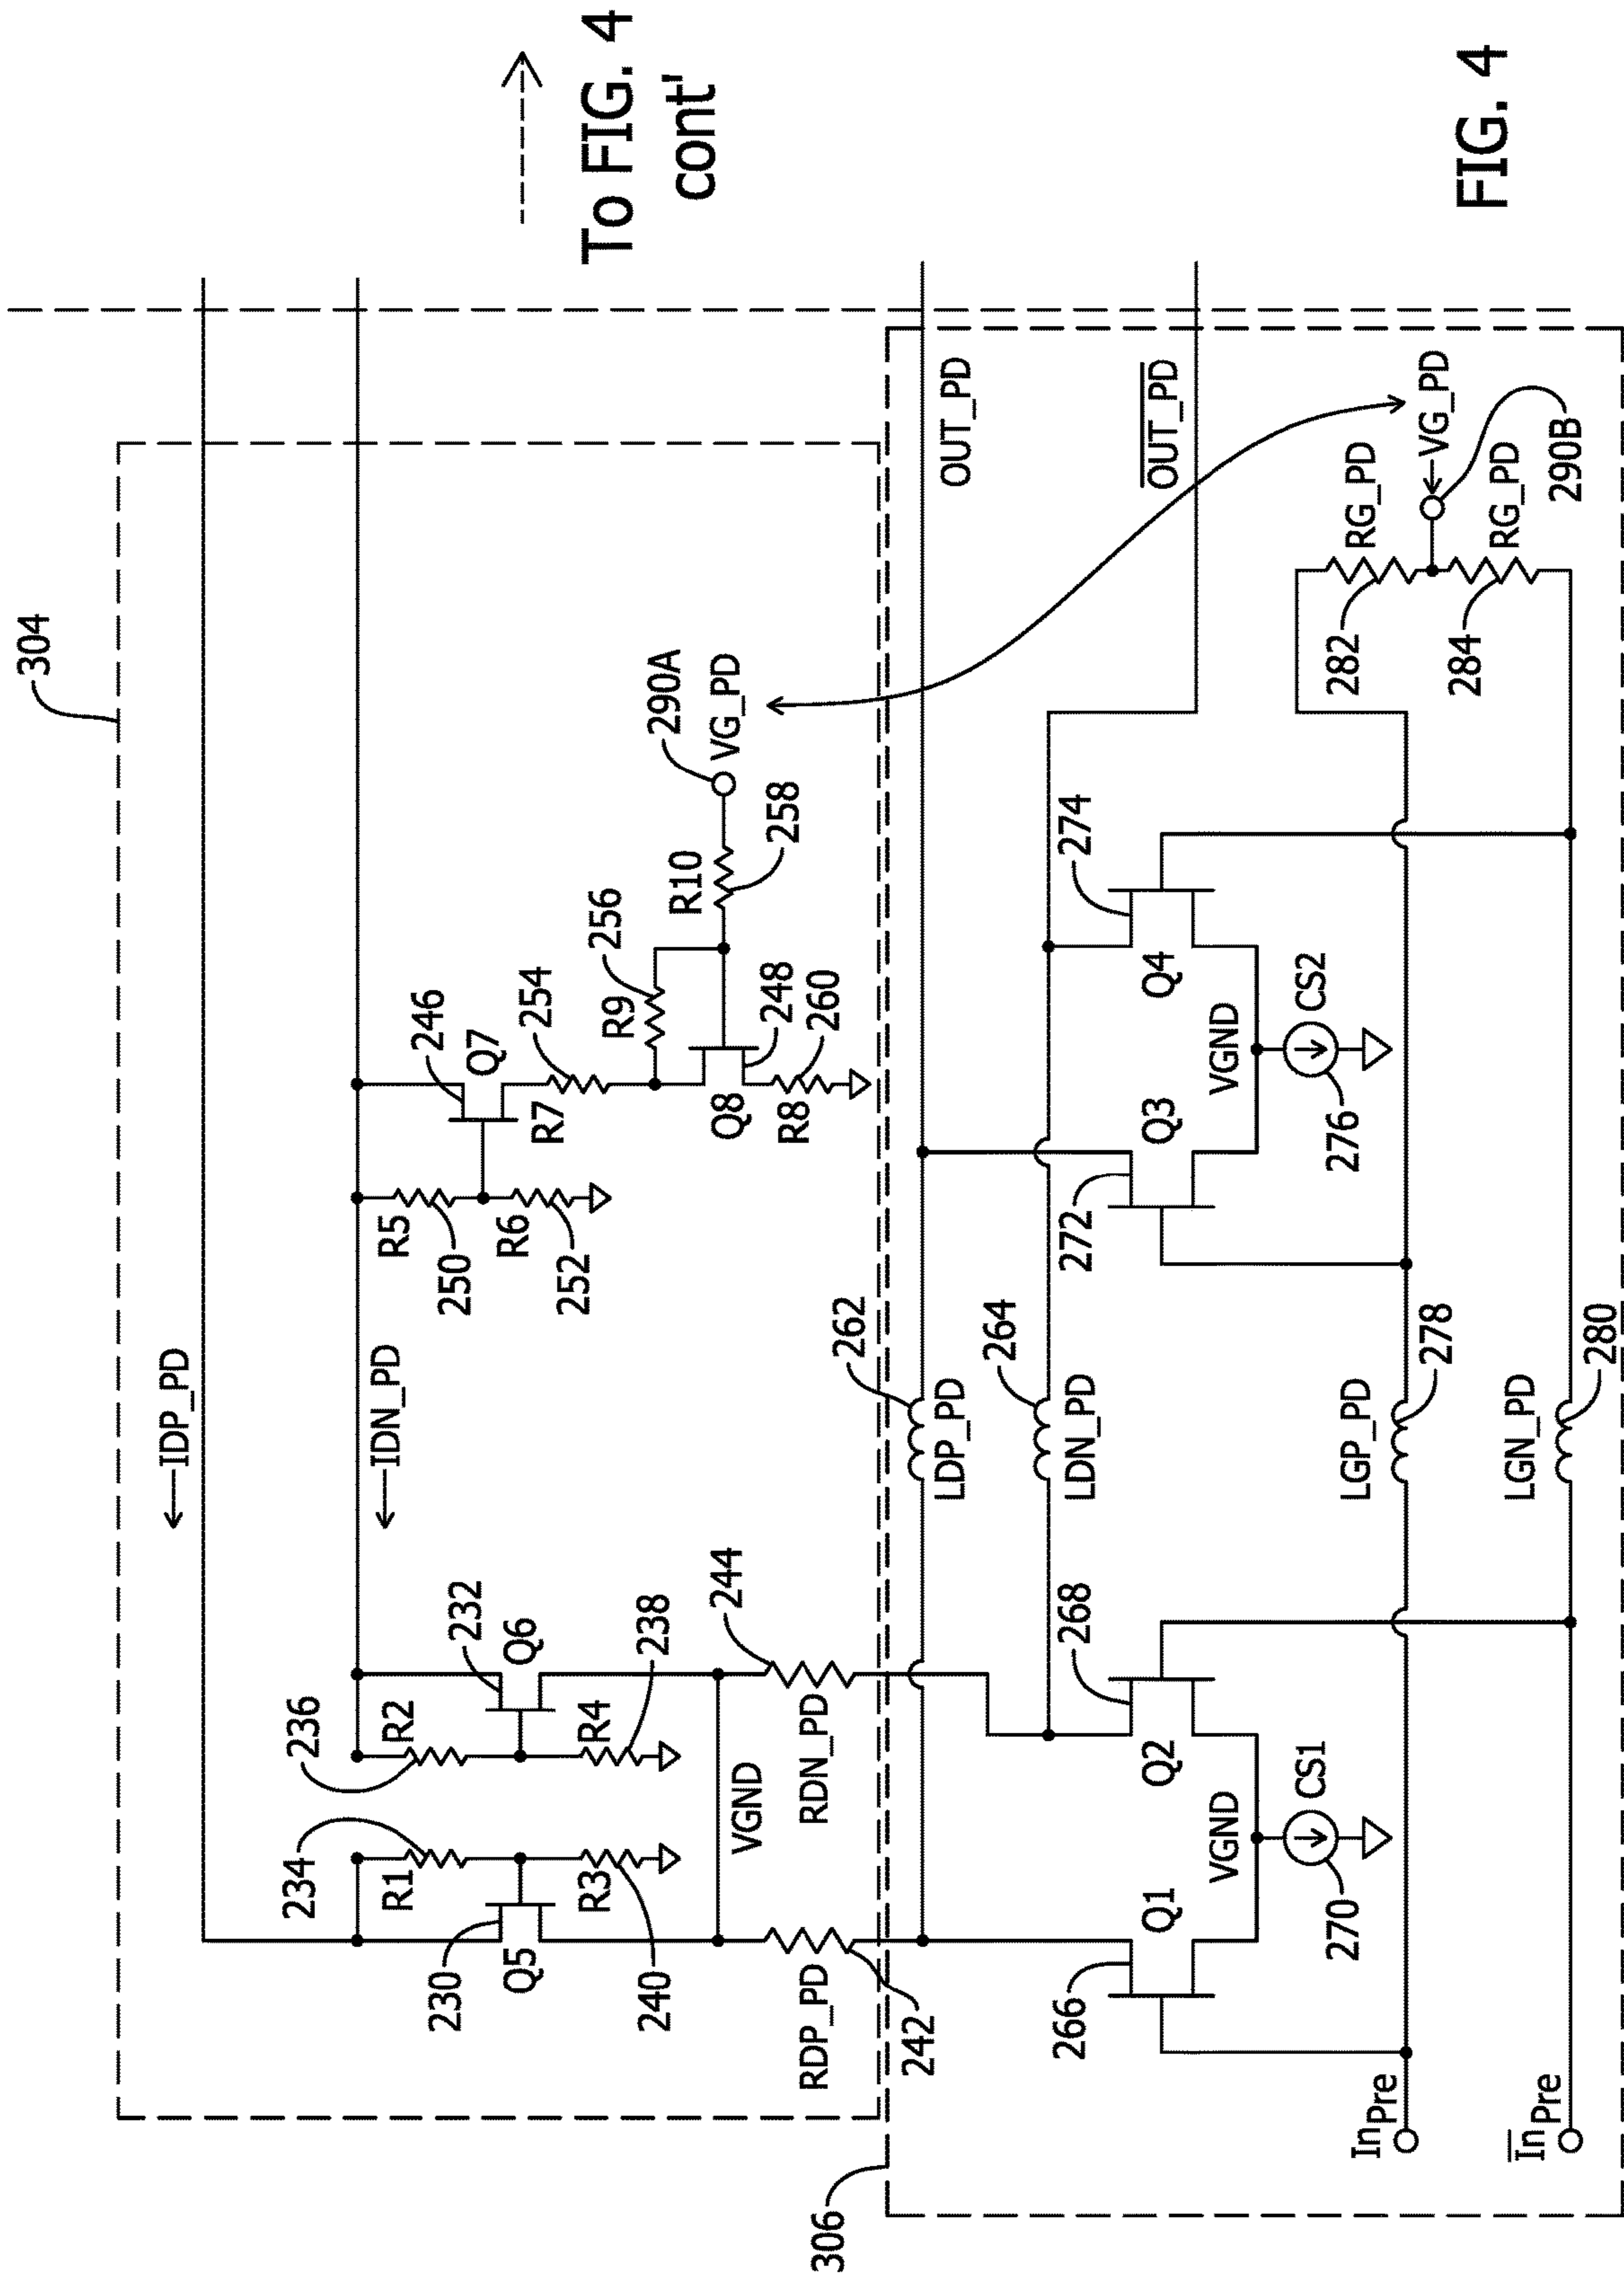 304
To FIG. 4
cont'
←IDP_PD
←IDN_PD
236
R2
232
Q6
234
R1
230
Q5
R4
238
R3
240
VGND
244
RDN_PD
RDP_PD
242
R5
250
R6
252
246
Q7
254
R7
R9
256
R10
258
290A
VG_PD
Q8
248
R8
260
306
262
LDP_PD
OUT_PD
264
LDN_PD
OUT_PD
266
Q1
268
Q2
VGND
CS1
270
272
Q3
274
Q4
VGND
CS2
276
InPre
LGP_PD
278
282
RG_PD
←VG_PD
InPre
LGN_PD
280
284
RG_PD
290B
FIG. 4